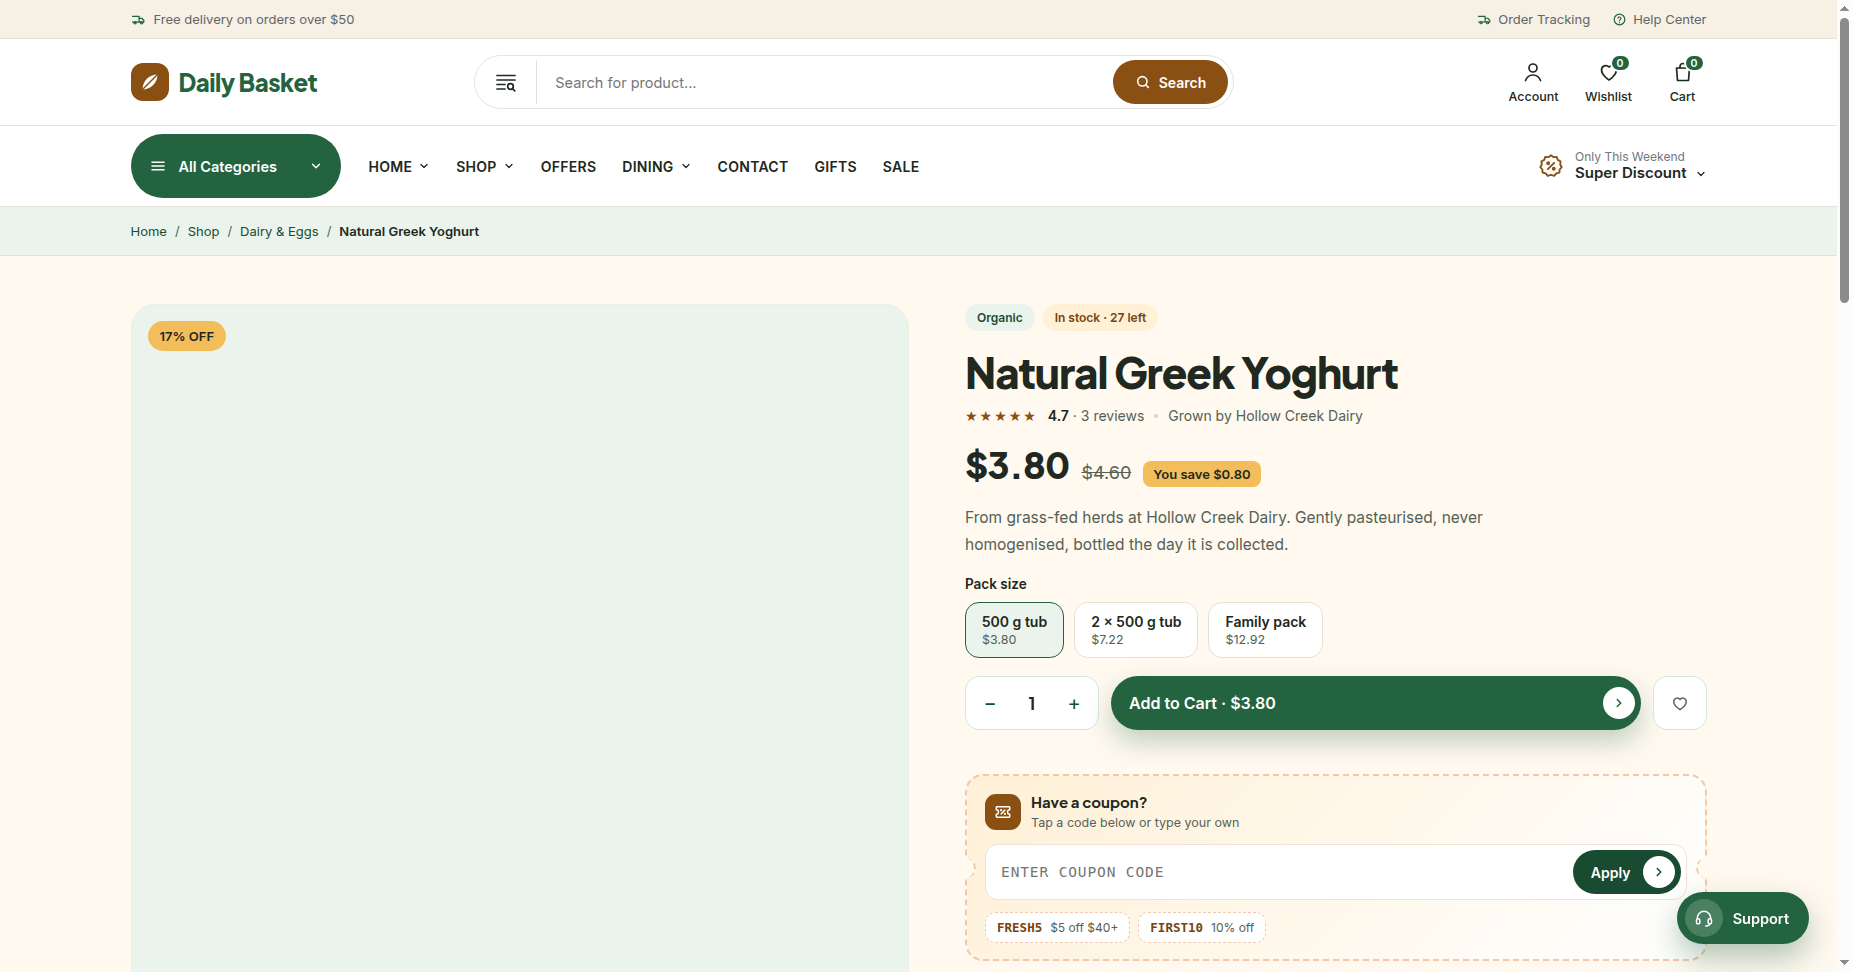 Free delivery on orders over $50
Order Tracking
Help Center
Daily Basket
Search for product...
Search
0
0
Account
Wishlist
Cart
All Categories
HOME
SHOP
OFFERS
DINING
CONTACT
GIFTS
SALE
Only This Weekend
Super Discount
Home / Shop / Dairy & Eggs / Natural Greek Yoghurt
17% OFF
Organic
In stock · 27 left
Natural Greek Yoghurt
★★★★★ 4.7 · 3 reviews • Grown by Hollow Creek Dairy
$3.80 $4.60 You save $0.80
From grass-fed herds at Hollow Creek Dairy. Gently pasteurised, never
homogenised, bottled the day it is collected.
Pack size
500 g tub
$3.80
2 × 500 g tub
$7.22
Family pack
$12.92
− 1 +
Add to Cart · $3.80
Have a coupon?
Tap a code below or type your own
ENTER COUPON CODE
Apply
FRESH5 $5 off $40+
FIRST10 10% off
Support